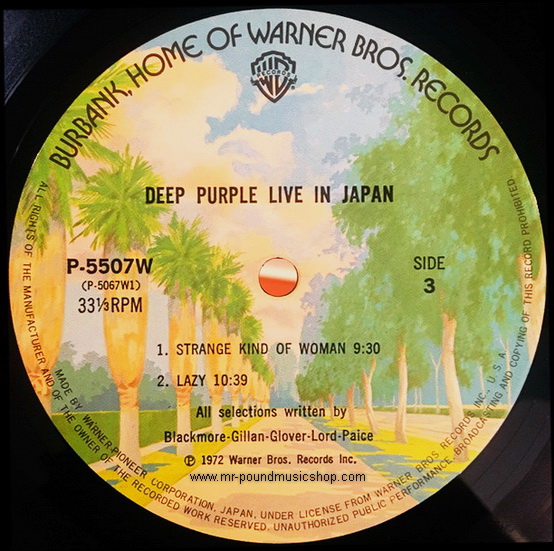 BURBANK, HOME OF WARNER BROS. RECORDS
RECORDS
DEEP PURPLE LIVE IN JAPAN
P-5507W
(P-5067W1)
33⅓RPM
SIDE
3
1. STRANGE KIND OF WOMAN 9:30
2. LAZY 10:39
All selections written by
Blackmore-Gillan-Glover-Lord-Paice
Ⓟ 1972 Warner Bros. Records Inc.
www.mr-poundmusicshop.com
MADE BY WARNER-PIONEER CORPORATION, JAPAN, UNDER LICENSE FROM WARNER BROS RECORDS INC., U.S.A.
ALL RIGHTS OF THE MANUFACTURER AND OF THE OWNER OF THE RECORDED WORK RESERVED. UNAUTHORIZED PUBLIC PERFORMANCE BROADCASTING AND COPYING OF THIS RECORD PROHIBITED